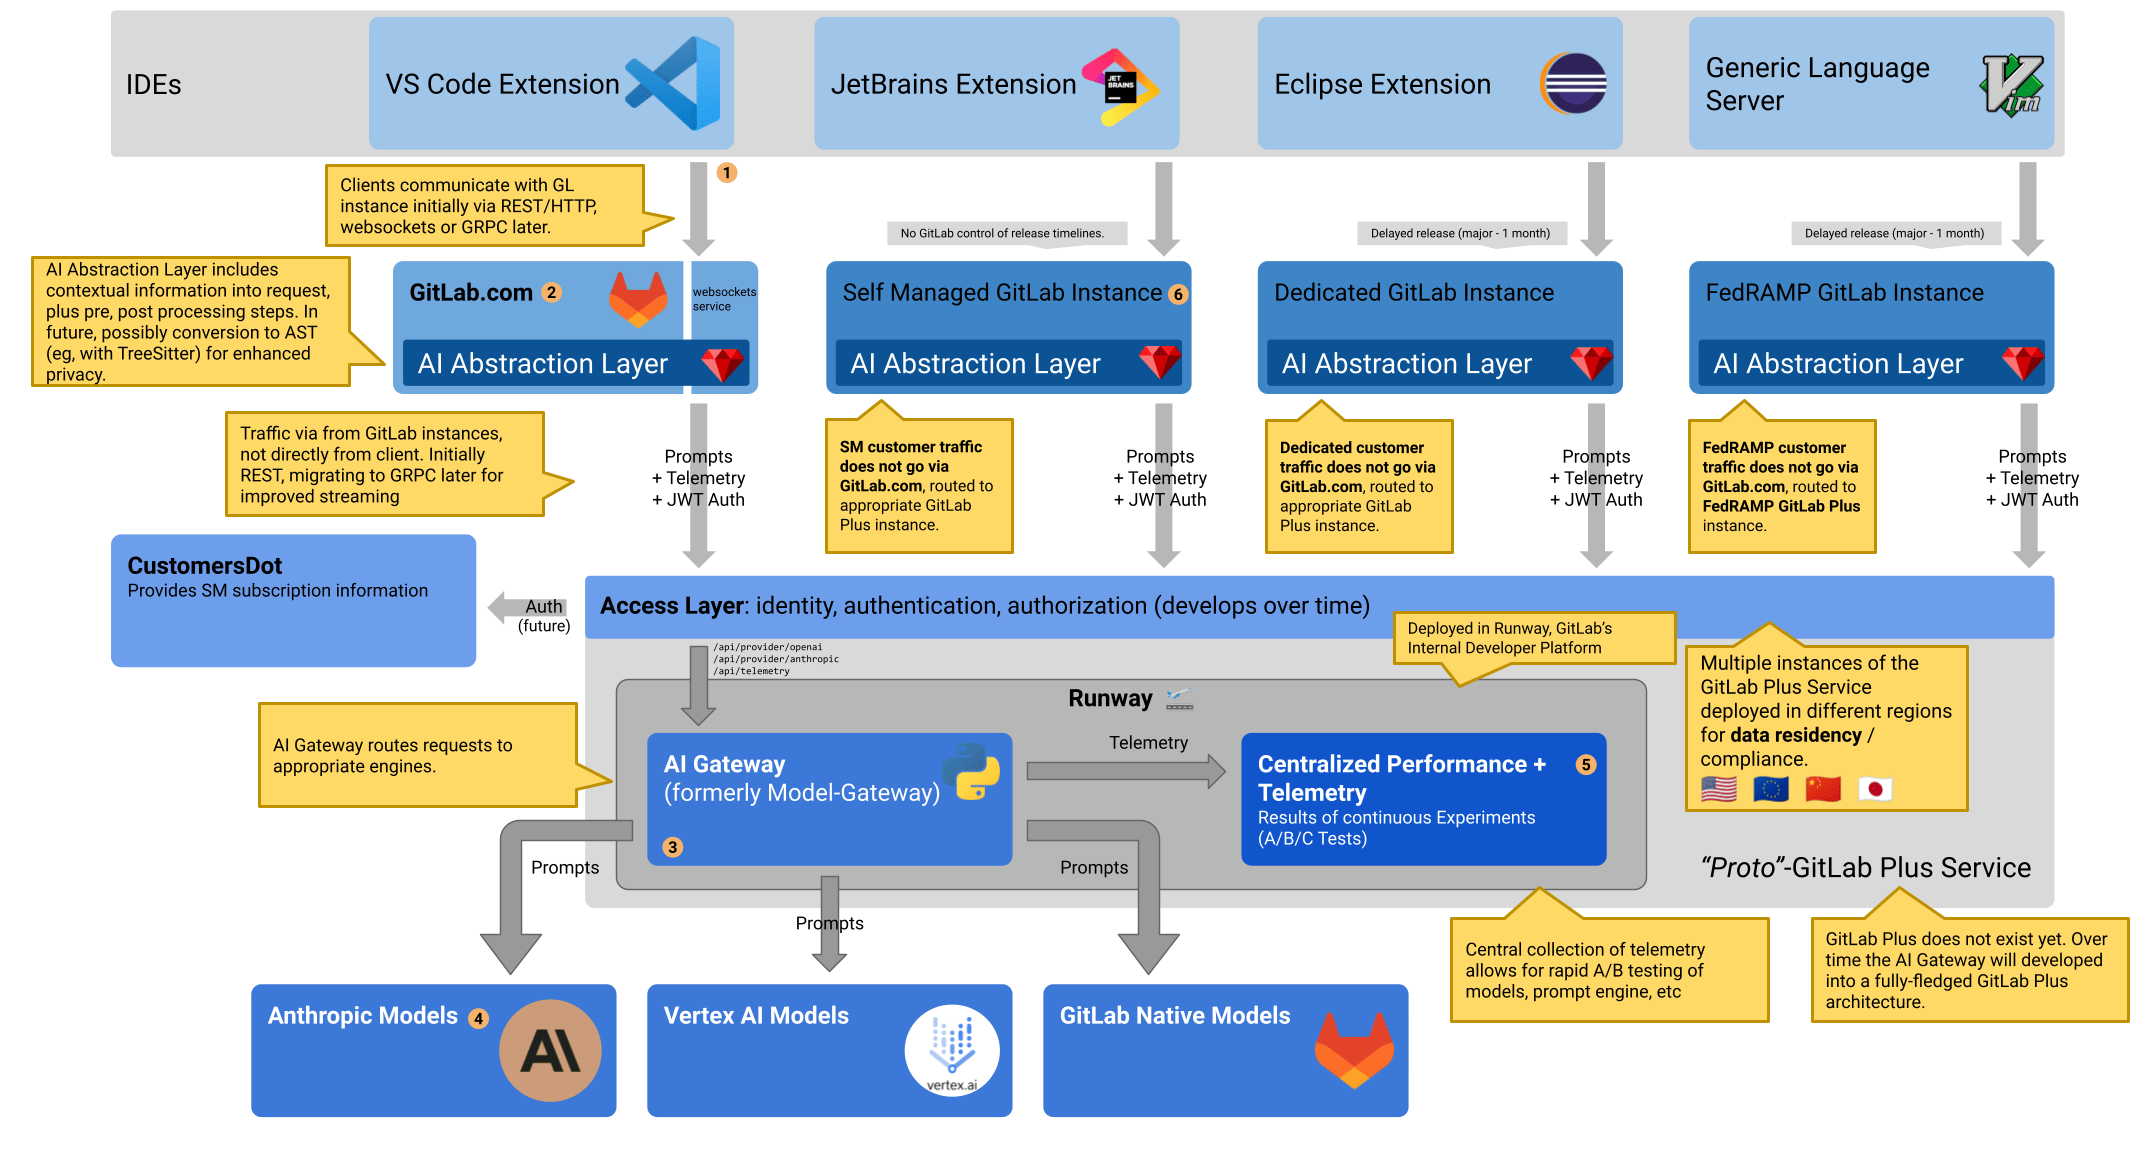 IDEs
VS Code Extension
JetBrains Extension
JET
BRAINS
Eclipse Extension
Generic Language
Server
Vim
Clients communicate with GL
instance initially via REST/HTTP,
websockets or GRPC later.
1
No GitLab control of release timelines.
Delayed release (major - 1 month)
Delayed release (major - 1 month)
AI Abstraction Layer includes
contextual information into request,
plus pre, post processing steps. In
future, possibly conversion to AST
(eg, with TreeSitter) for enhanced
privacy.
GitLab.com 2
websockets
service
AI Abstraction Layer
Self Managed GitLab Instance 6
AI Abstraction Layer
Dedicated GitLab Instance
AI Abstraction Layer
FedRAMP GitLab Instance
AI Abstraction Layer
Traffic via from GitLab instances,
not directly from client. Initially
REST, migrating to GRPC later for
improved streaming
Prompts
+ Telemetry
+ JWT Auth
SM customer traffic
does not go via
GitLab.com, routed to
appropriate GitLab
Plus instance.
Prompts
+ Telemetry
+ JWT Auth
Dedicated customer
traffic does not go via
GitLab.com, routed to
appropriate GitLab
Plus instance.
Prompts
+ Telemetry
+ JWT Auth
FedRAMP customer
traffic does not go via
GitLab.com, routed to
FedRAMP GitLab Plus
instance.
Prompts
+ Telemetry
+ JWT Auth
CustomersDot
Provides SM subscription information
Auth
(future)
Access Layer: identity, authentication, authorization (develops over time)
/api/provider/openai
/api/provider/anthropic
/api/telemetry
Deployed in Runway, GitLab's
Internal Developer Platform
Multiple instances of the
GitLab Plus Service
deployed in different regions
for data residency /
compliance.
Runway
AI Gateway routes requests to
appropriate engines.
AI Gateway
(formerly Model-Gateway)
3
Telemetry
Centralized Performance +
Telemetry
Results of continuous Experiments
(A/B/C Tests)
5
Prompts
Prompts
Prompts
"Proto"-GitLab Plus Service
Central collection of telemetry
allows for rapid A/B testing of
models, prompt engine, etc
GitLab Plus does not exist yet. Over
time the AI Gateway will developed
into a fully-fledged GitLab Plus
architecture.
Anthropic Models 4
A\
Vertex AI Models
vertex.ai
GitLab Native Models